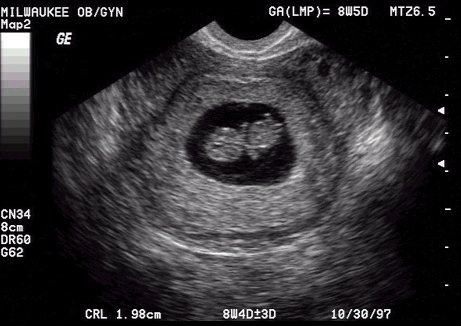 MILWAUKEE OB/GYN GA(LMP)= 8W5D MTZ6.5
Map2
GE
CN34
8cm
DR60
G62
CRL 1.98cm 8W4D±3D 10/30/97